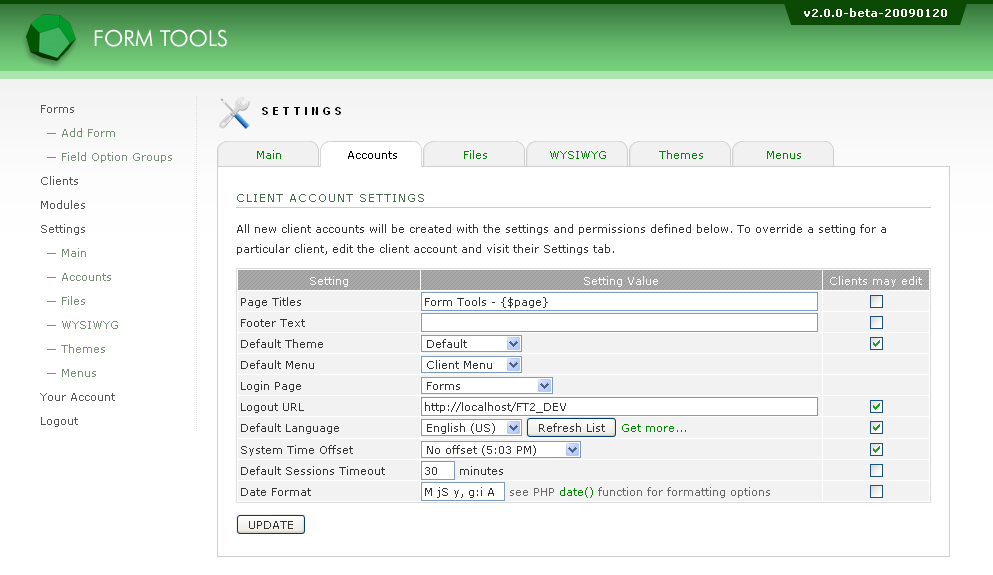 v2.0.0-beta-20090120
FORM TOOLS
Forms
— Add Form
— Field Option Groups
Clients
Modules
Settings
— Main
— Accounts
— Files
— WYSIWYG
— Themes
— Menus
Your Account
Logout
SETTINGS
Main Accounts Files WYSIWYG Themes Menus
CLIENT ACCOUNT SETTINGS
All new client accounts will be created with the settings and permissions defined below. To override a setting for a
particular client, edit the client account and visit their Settings tab.
Setting Setting Value Clients may edit
Page Titles Form Tools - {$page}
Footer Text
Default Theme Default
Default Menu Client Menu
Login Page Forms
Logout URL http://localhost/FT2_DEV
Default Language English (US) Refresh List Get more...
System Time Offset No offset (5:03 PM)
Default Sessions Timeout 30 minutes
Date Format M jS y, g:i A see PHP date() function for formatting options
UPDATE